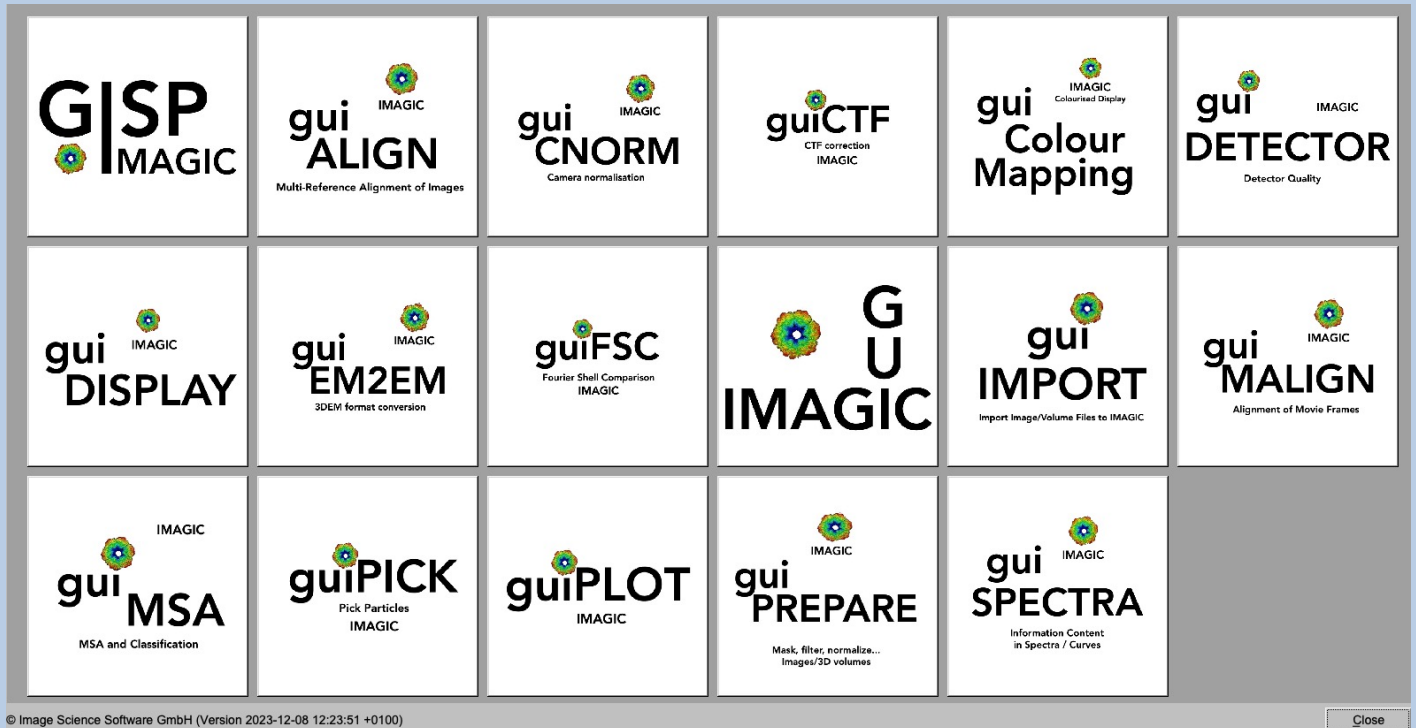 GISP
IMAGIC
IMAGIC
gui
ALIGN
Multi-Reference Alignment of Images
IMAGIC
gui
CNORM
Camera normalisation
guiCTF
CTF correction
IMAGIC
IMAGIC
Colourised Display
gui
Colour
Mapping
gui
IMAGIC
DETECTOR
Detector Quality
IMAGIC
gui
DISPLAY
IMAGIC
gui
EM2EM
3DEM format conversion
guiFSC
Fourier Shell Comparison
IMAGIC
G
U
IMAGIC
gui
IMPORT
Import Image/Volume Files to IMAGIC
IMAGIC
gui
MALIGN
Alignment of Movie Frames
IMAGIC
gui
MSA
MSA and Classification
guiPICK
Pick Particles
IMAGIC
guiPLOT
IMAGIC
IMAGIC
gui
PREPARE
Mask, filter, normalize...
Images/3D volumes
IMAGIC
gui
SPECTRA
Information Content
in Spectra / Curves
© Image Science Software GmbH (Version 2023-12-08 12:23:51 +0100)
Close